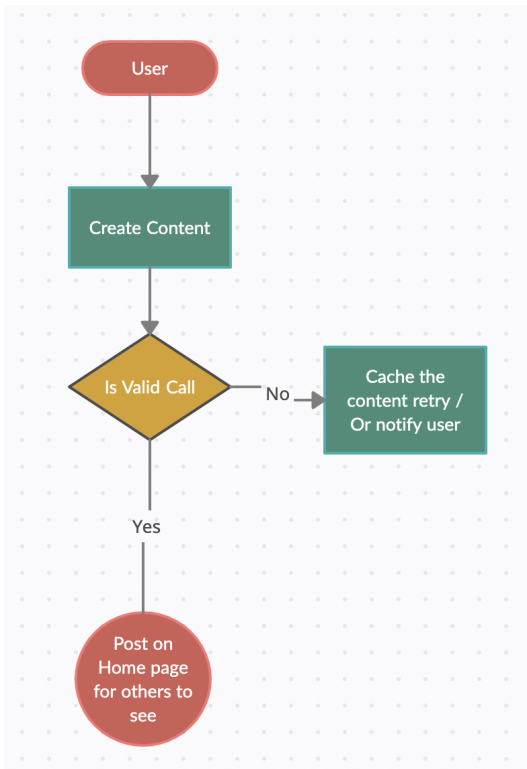 User
Create Content
Is Valid Call
No
Cache the
content retry /
Or notify user
Yes
Post on
Home page
for others to
see